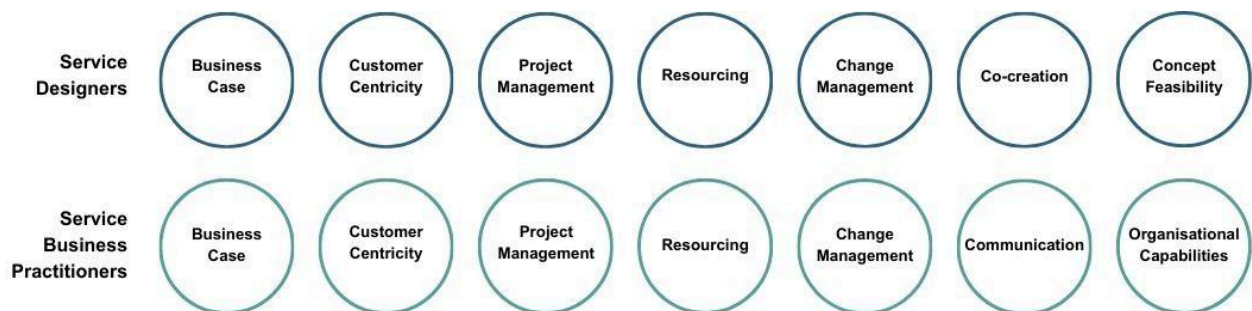 Service
Designers
Business
Case
Customer
Centricity
Project
Management
Resourcing
Change
Management
Co-creation
Concept
Feasibility
Service
Business
Practitioners
Business
Case
Customer
Centricity
Project
Management
Resourcing
Change
Management
Communication
Organisational
Capabilities